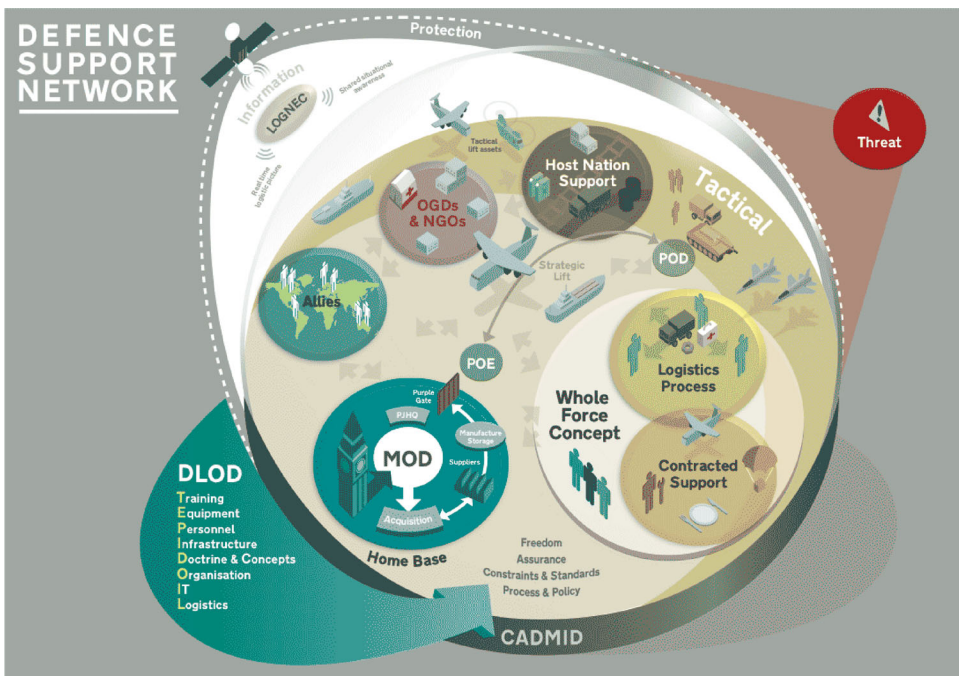 DEFENCE
SUPPORT
NETWORK
Protection
Information
LOGNEC
Shared situational
awareness
Real time
logistic picture
Threat
Tactical
lift assets
Host Nation
Support
Tactical
OGDs
& NGOs
Strategic
Lift
POD
Allies
POE
Logistics
Process
Whole
Force
Concept
Contracted
Support
Purple
Gate
PJHQ
Manufacture
Storage
MOD
Suppliers
Acquisition
Home Base
DLOD
Training
Equipment
Personnel
Infrastructure
Doctrine & Concepts
Organisation
IT
Logistics
Freedom
Assurance
Constraints & Standards
Process & Policy
CADMID